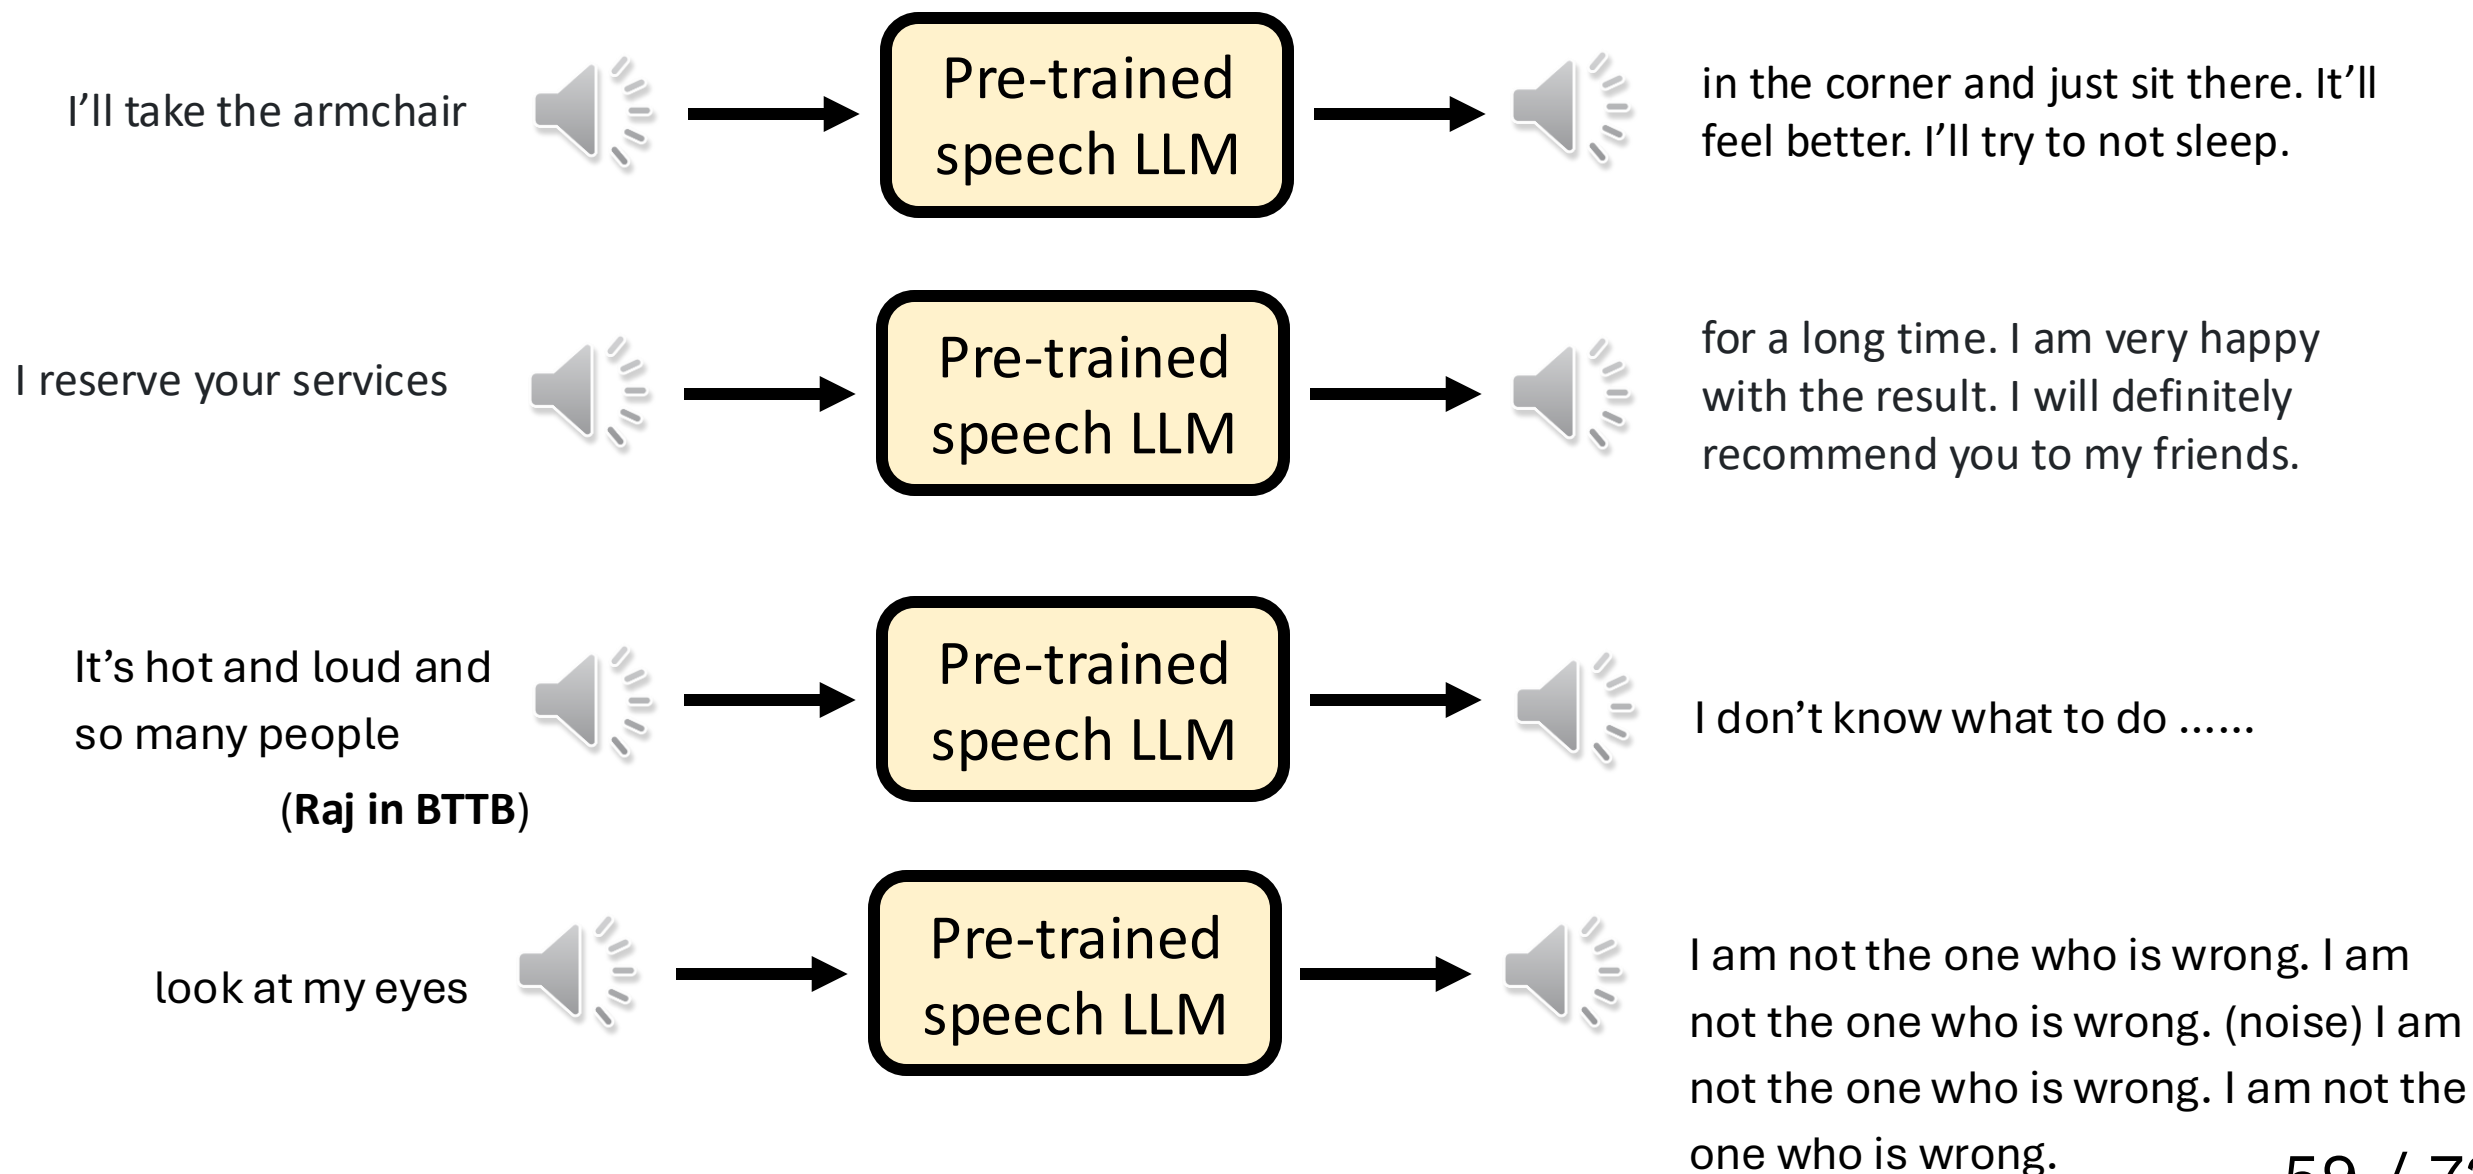 I'll take the armchair
Pre-trained
speech LLM
in the corner and just sit there. It'll
feel better. I'll try to not sleep.
I reserve your services
Pre-trained
speech LLM
for a long time. I am very happy
with the result. I will definitely
recommend you to my friends.
It's hot and loud and
so many people
(Raj in BTTB)
Pre-trained
speech LLM
I don't know what to do ......
look at my eyes
Pre-trained
speech LLM
I am not the one who is wrong. I am
not the one who is wrong. (noise) I am
not the one who is wrong. I am not the
one who is wrong.
59 /